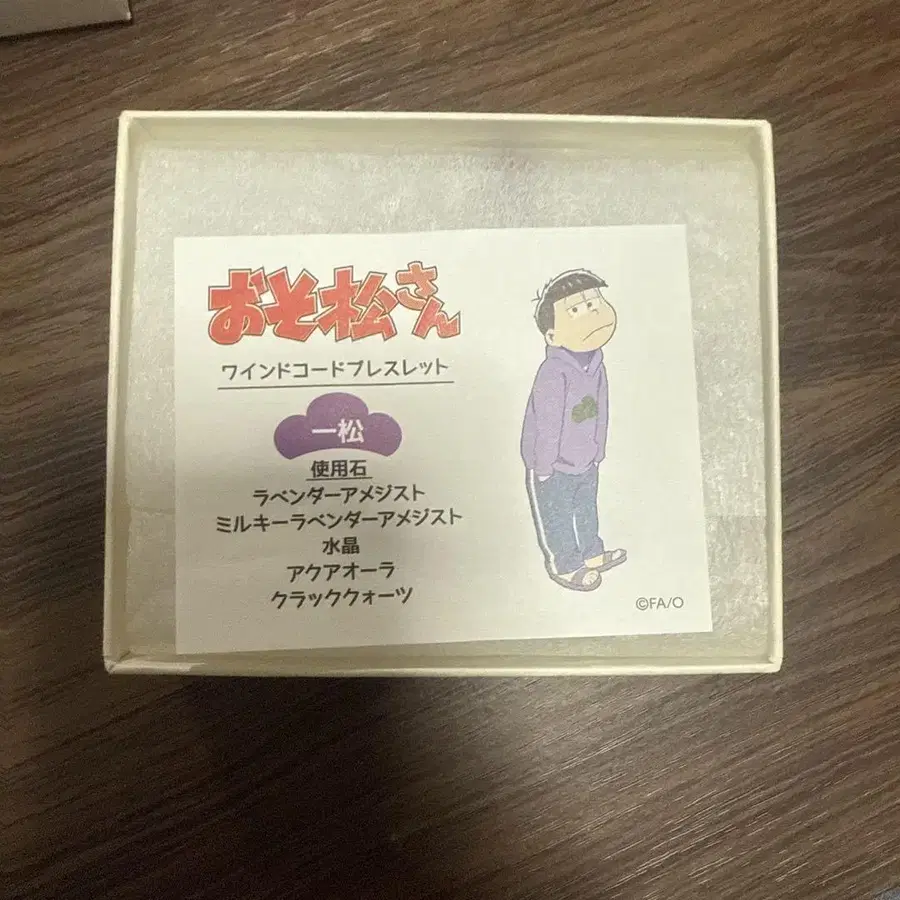 おそ松さん
ワインドコードブレスレット
一松
使用石
ラベンダーアメジスト
ミルキーラベンダーアメジスト
水晶
アクアオーラ
クラッククォーツ
©FA/O